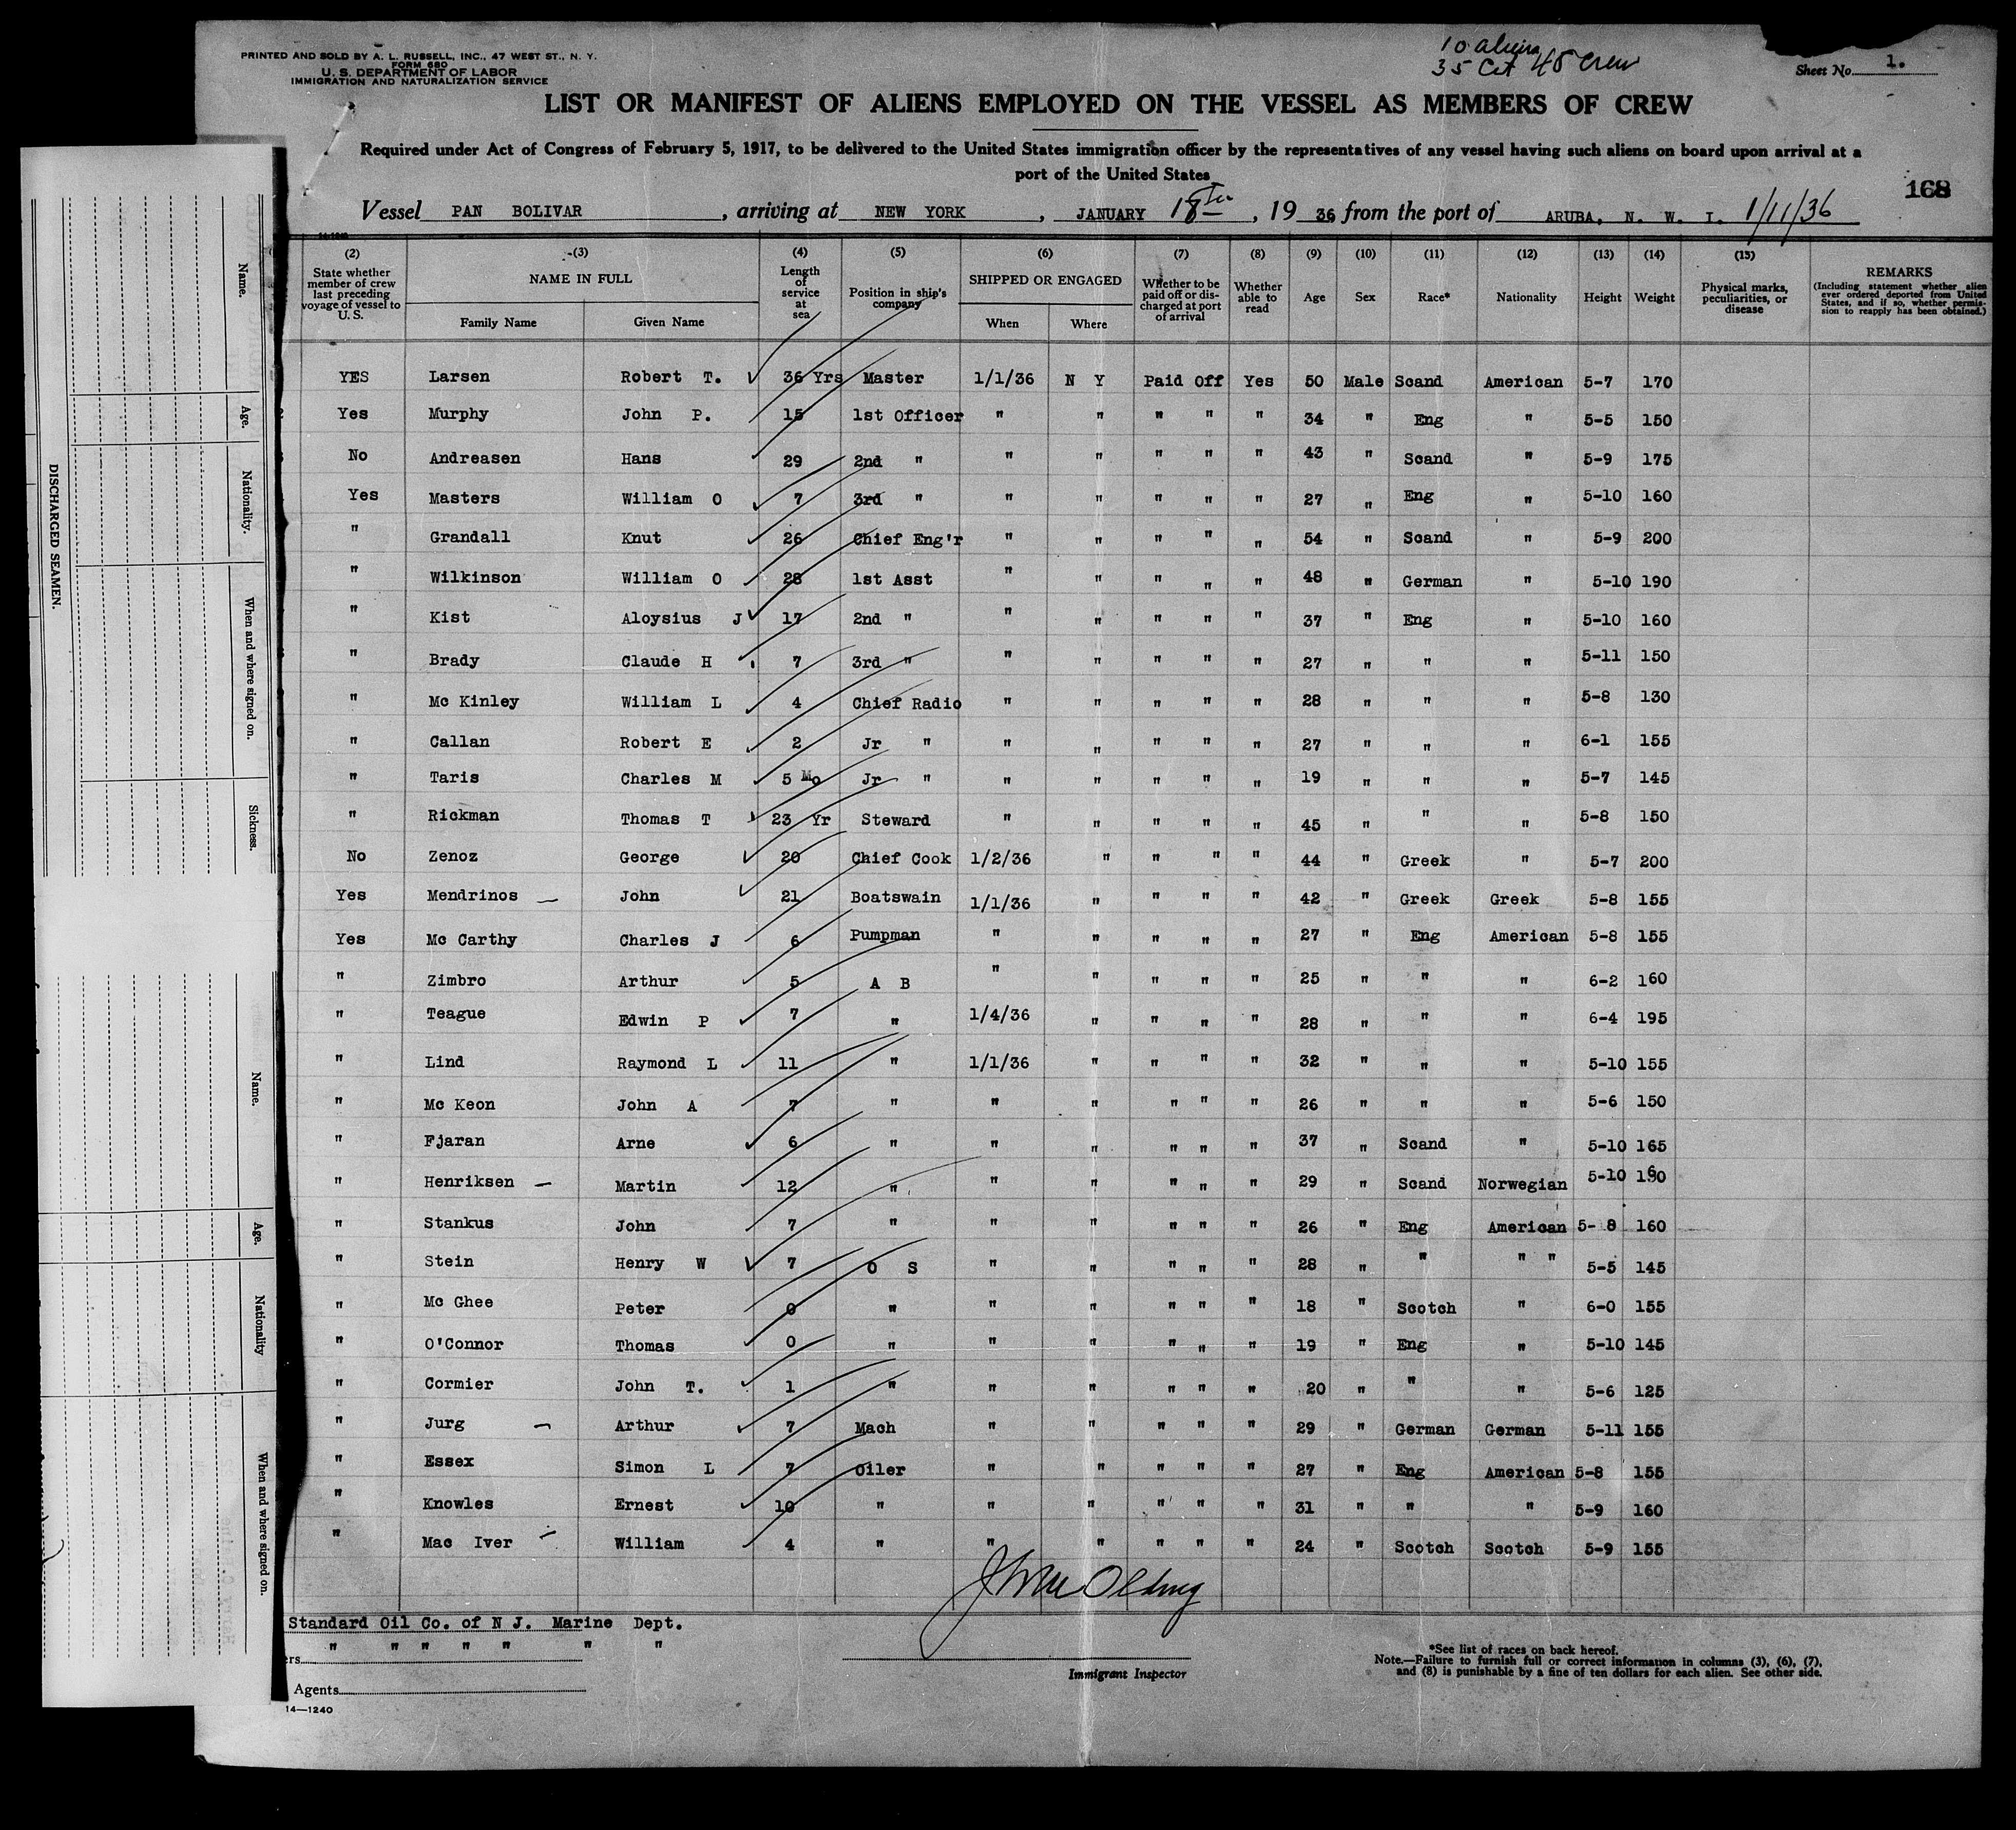 PRINTED AND SOLD BY A. L. RUSSELL, INC., 47 WEST ST., N. Y.
FORM 680
U. S. DEPARTMENT OF LABOR
IMMIGRATION AND NATURALIZATION SERVICE
10 aliens
35 Cit 45 Crew
Sheet No. 1.
LIST OR MANIFEST OF ALIENS EMPLOYED ON THE VESSEL AS MEMBERS OF CREW
Required under Act of Congress of February 5, 1917, to be delivered to the United States immigration officer by the representatives of any vessel having such aliens on board upon arrival at a
port of the United States
168
Vessel PAN BOLIVAR, arriving at NEW YORK, JANUARY 18th, 1936 from the port of ARUBA, N. W. I. 1/11/36
(2) (3) (4) (5) (6) (7) (8) (9) (10) (11) (12) (13) (14) (15)
State whether member of crew last preceding voyage of vessel to U. S. NAME IN FULL Length of service at sea Position in ship's company SHIPPED OR ENGAGED Whether to be paid off or discharged at port of arrival Whether able to read Age Sex Race* Nationality Height Weight Physical marks, peculiarities, or disease REMARKS (Including statement whether alien ever ordered deported from United States, and if so, whether permission to reapply has been obtained.)
Family Name Given Name When Where
YES Larsen Robert T. 36 Yrs Master 1/1/36 N Y Paid Off Yes 50 Male Scand American 5-7 170
Yes Murphy John P. 15 1st Officer " " " " " 34 " Eng " 5-5 150
No Andreasen Hans 29 2nd " " " " " " 43 " Scand " 5-9 175
Yes Masters William O 7 3rd " " " " " " 27 " Eng " 5-10 160
" Grandall Knut 26 Chief Eng'r " " " " " 54 " Scand " 5-9 200
" Wilkinson William O 28 1st Asst " " " " " 48 " German " 5-10 190
" Kist Aloysius J 17 2nd " " " " " " 37 " Eng " 5-10 160
" Brady Claude H 7 3rd " " " " " " 27 " " " 5-11 150
" Mc Kinley William L 4 Chief Radio " " " " " 28 " " " 5-8 130
" Callan Robert E 2 Jr " " " " " " 27 " " " 6-1 155
" Taris Charles M 5 Mo Jr " " " " " " 19 " " " 5-7 145
" Rickman Thomas T 23 Yr Steward " " " " " 45 " " " 5-8 150
No Zenoz George 20 Chief Cook 1/2/36 " " " " 44 " Greek " 5-7 200
Yes Mendrinos — John 21 Boatswain 1/1/36 " " " " 42 " Greek Greek 5-8 155
Yes Mc Carthy Charles J 6 Pumpman " " " " " 27 " Eng American 5-8 155
" Zimbro Arthur 5 A B " " " " " 25 " " " 6-2 160
" Teague Edwin P 7 " 1/4/36 " " " " 28 " " " 6-4 195
" Lind Raymond L 11 " 1/1/36 " " " " 32 " " " 5-10 155
" Mc Keon John A 7 " " " " " " 26 " " " 5-6 150
" Fjaran Arne 6 " " " " " " 37 " Scand " 5-10 165
" Henriksen — Martin 12 " " " " " " 29 " Scand Norwegian 5-10 160
" Stankus John 7 " " " " " " 26 " Eng American 5-8 160
" Stein Henry W 7 O S " " " " " 28 " " " " 5-5 145
" Mc Ghee Peter 0 " " " " " " 18 " Scotch " 6-0 155
" O'Connor Thomas 0 " " " " " " 19 " Eng " 5-10 145
" Cormier John T. 1 " " " " " " 20 " " " 5-6 125
" Jurg — Arthur 7 Mach " " " " " 29 " German German 5-11 155
" Essex Simon L 7 Oiler " " " " " 27 " Eng American 5-8 155
" Knowles Ernest 10 " " " " " " 31 " " " 5-9 160
" Mac Iver — William 4 " " " " " " 24 " Scotch Scotch 5-9 155
Standard Oil Co. of N J. Marine Dept.
" " " " " " "
ers
Agents
14—1240
Immigrant Inspector
*See list of races on back hereof.
Note.—Failure to furnish full or correct information in columns (3), (6), (7),
and (8) is punishable by a fine of ten dollars for each alien. See other side.
DISCHARGED SEAMEN.
Name.
Age.
Nationality.
When and where signed on.
Sickness.
Name.
Age.
Nationality
When and where signed on.